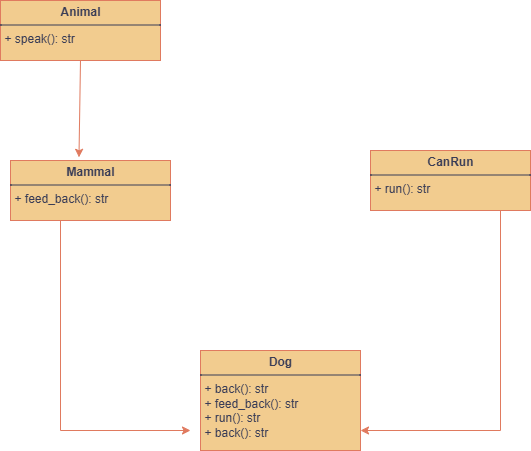 Animal
+ speak(): str
Mammal
+ feed_back(): str
CanRun
+ run(): str
Dog
+ back(): str
+ feed_back(): str
+ run(): str
+ back(): str